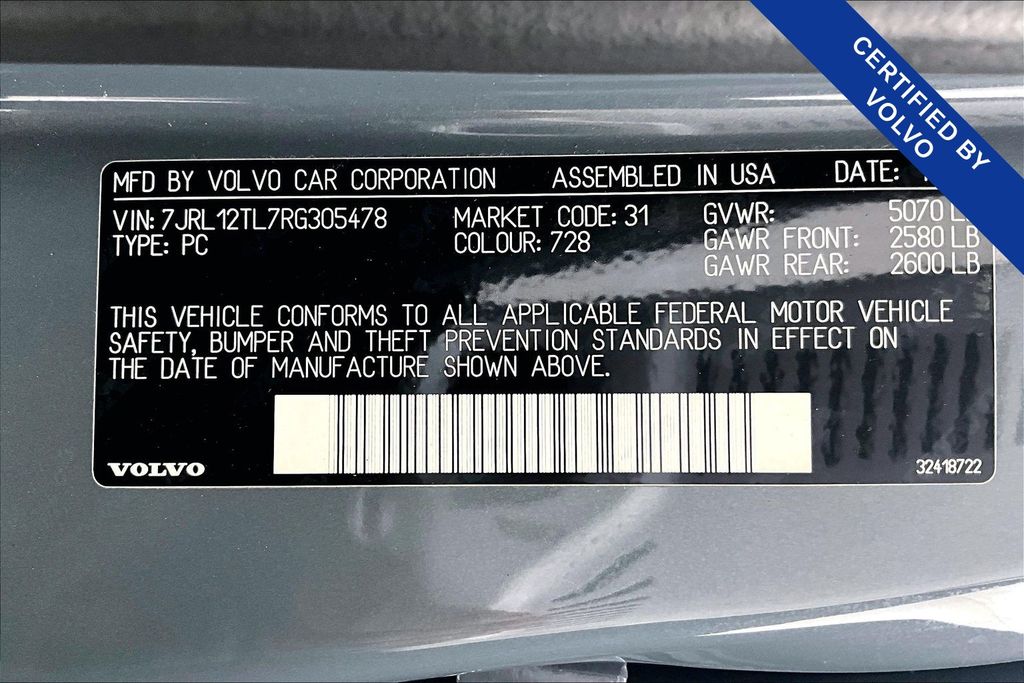 CERTIFIED BY
VOLVO
MFD BY VOLVO CAR CORPORATION ASSEMBLED IN USA DATE:
VIN: 7JRL12TL7RG305478 MARKET CODE: 31 GVWR: 5070
TYPE: PC COLOUR: 728 GAWR FRONT: 2580 LB
GAWR REAR: 2600 LB
THIS VEHICLE CONFORMS TO ALL APPLICABLE FEDERAL MOTOR VEHICLE
SAFETY, BUMPER AND THEFT PREVENTION STANDARDS IN EFFECT ON
THE DATE OF MANUFACTURE SHOWN ABOVE.
VOLVO
32418722